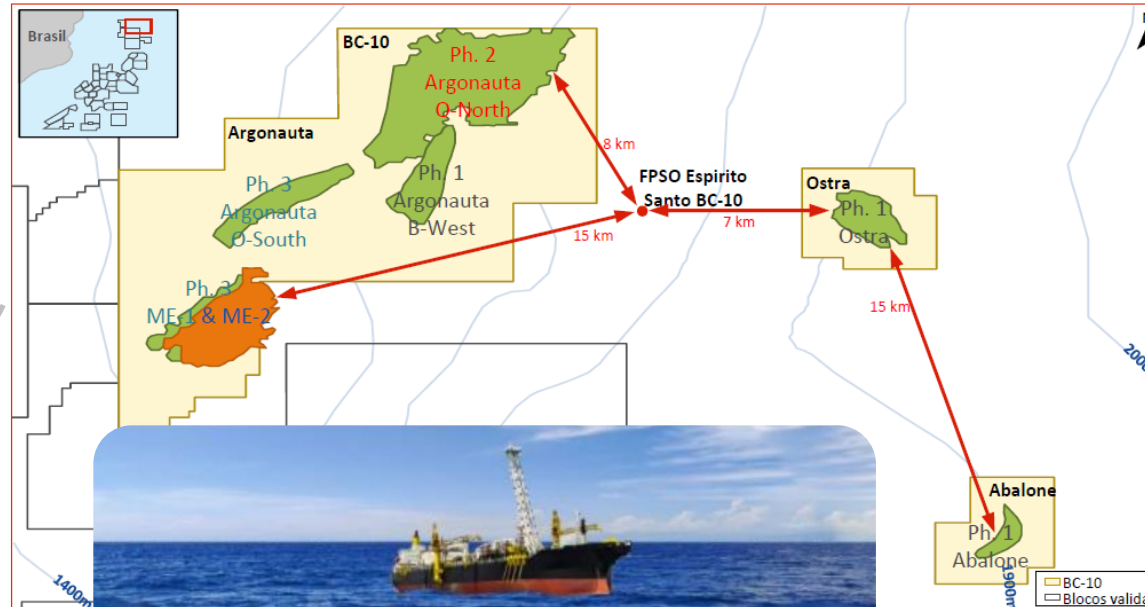 Brasil
BC-10
Ph. 2
Argonauta
O-North
Argonauta
8 km
Ph. 3
Argonauta
O-South
Ph. 1
Argonauta
B-West
FPSO Espirito
Santo BC-10
Ostra
Ph. 1
Ostra
7 km
15 km
Ph. 3
ME-1 & ME-2
15 km
2000
Abalone
Ph. 1
Abalone
1400m
1900m
BC-10
Blocos valida